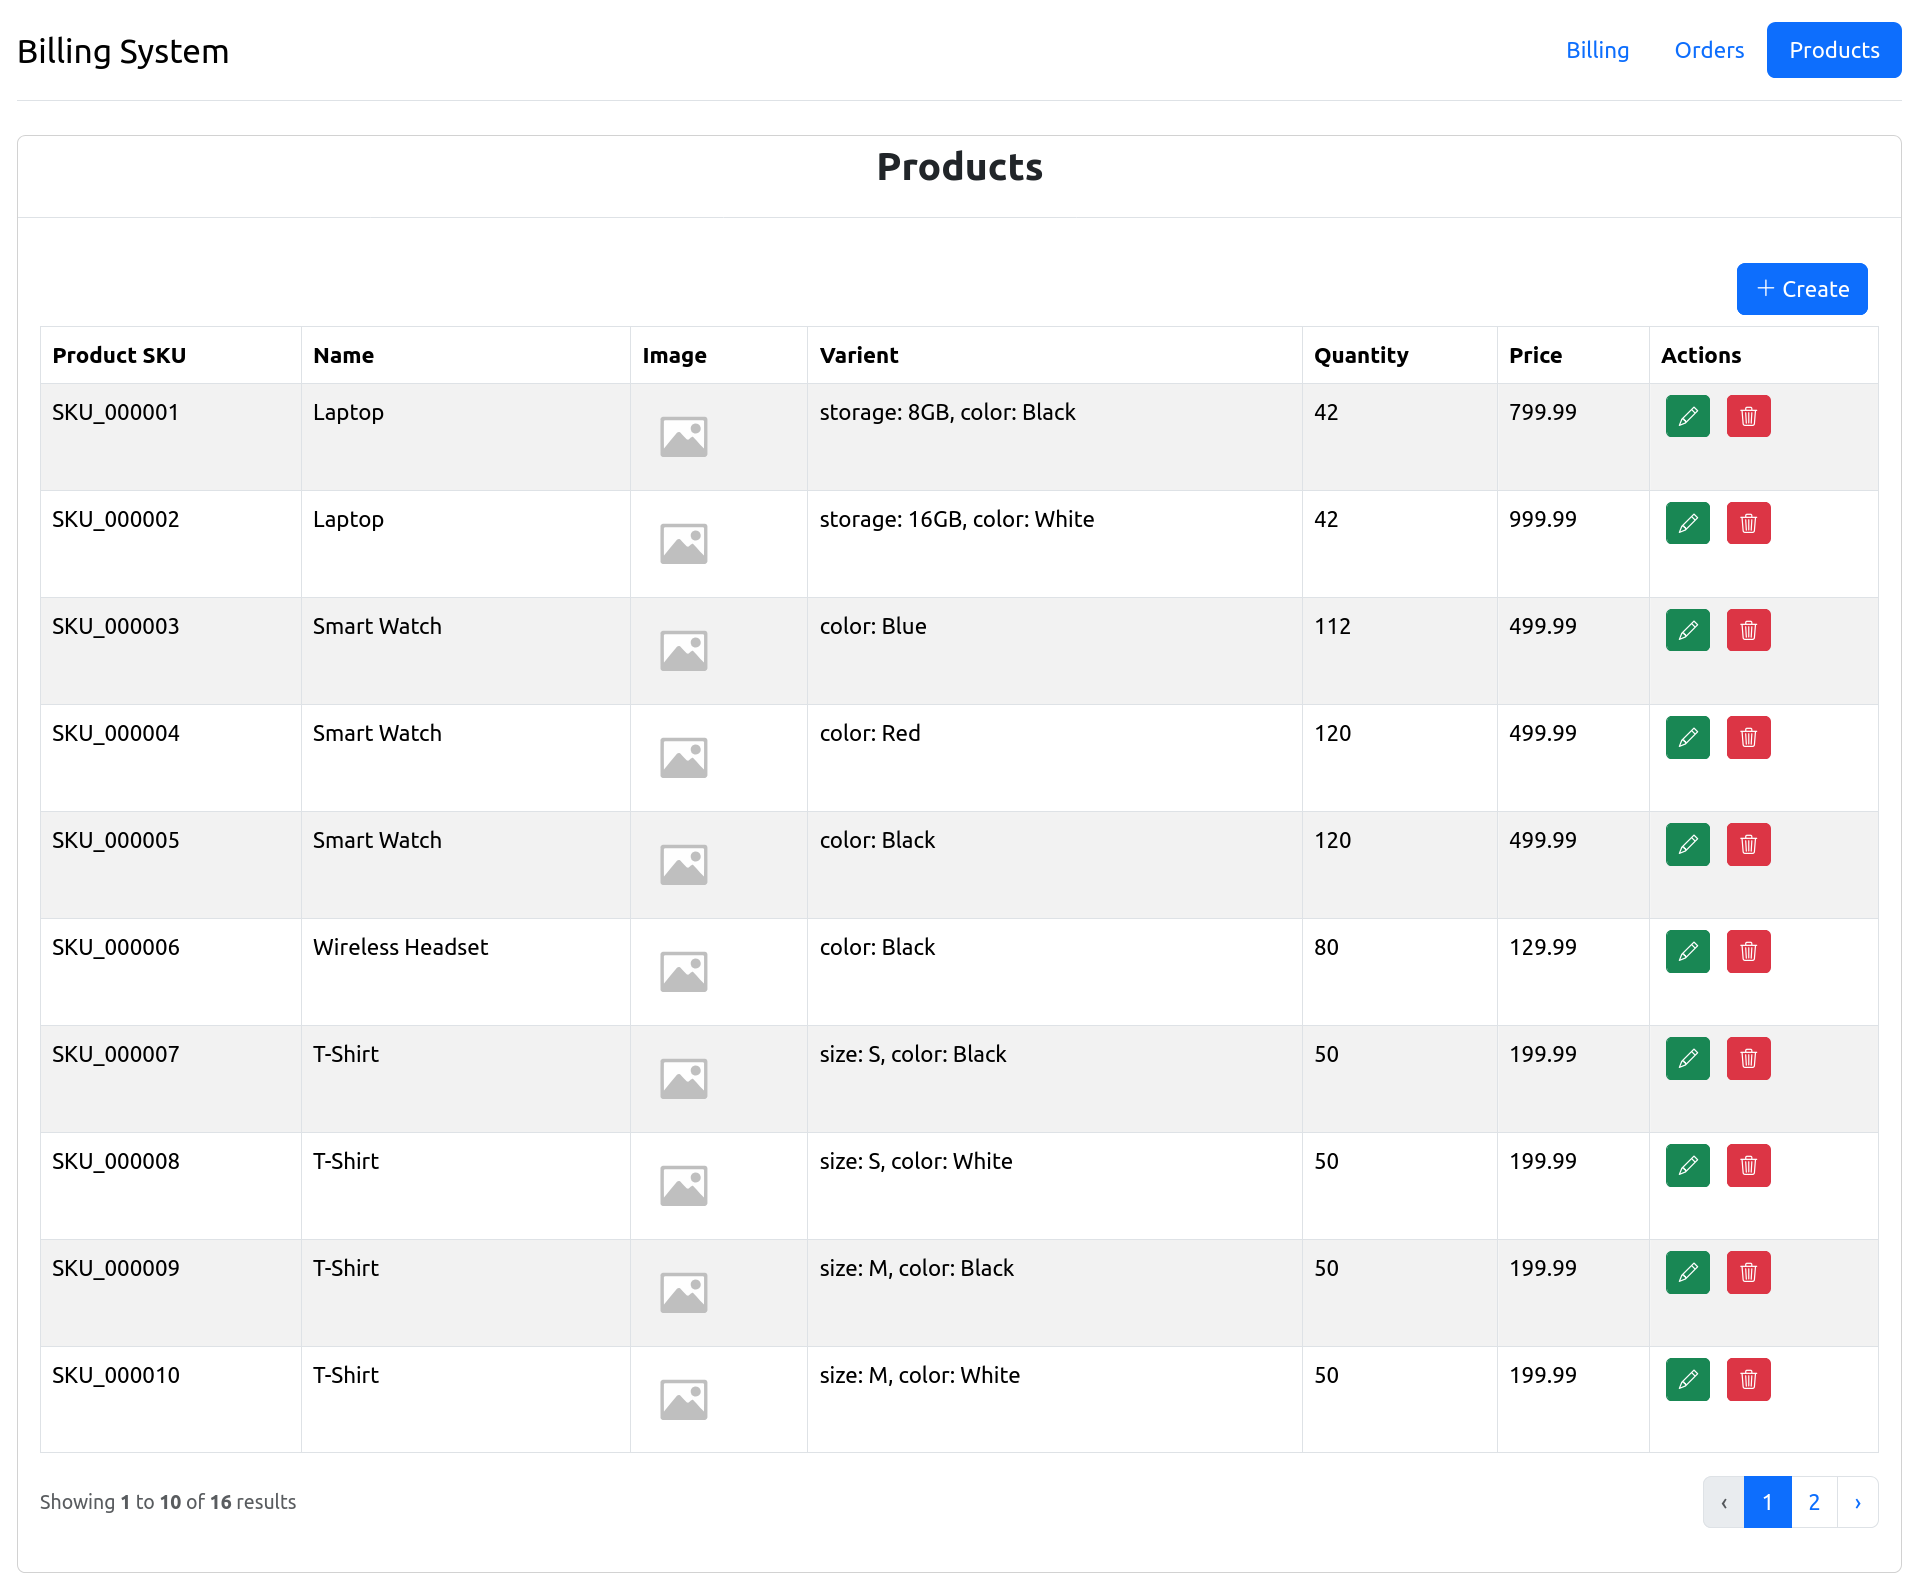 Billing System
Billing Orders Products
Products
+ Create
Product SKU Name Image Varient Quantity Price Actions
SKU_000001 Laptop storage: 8GB, color: Black 42 799.99
SKU_000002 Laptop storage: 16GB, color: White 42 999.99
SKU_000003 Smart Watch color: Blue 112 499.99
SKU_000004 Smart Watch color: Red 120 499.99
SKU_000005 Smart Watch color: Black 120 499.99
SKU_000006 Wireless Headset color: Black 80 129.99
SKU_000007 T-Shirt size: S, color: Black 50 199.99
SKU_000008 T-Shirt size: S, color: White 50 199.99
SKU_000009 T-Shirt size: M, color: Black 50 199.99
SKU_000010 T-Shirt size: M, color: White 50 199.99
Showing 1 to 10 of 16 results ‹ 1 2 ›